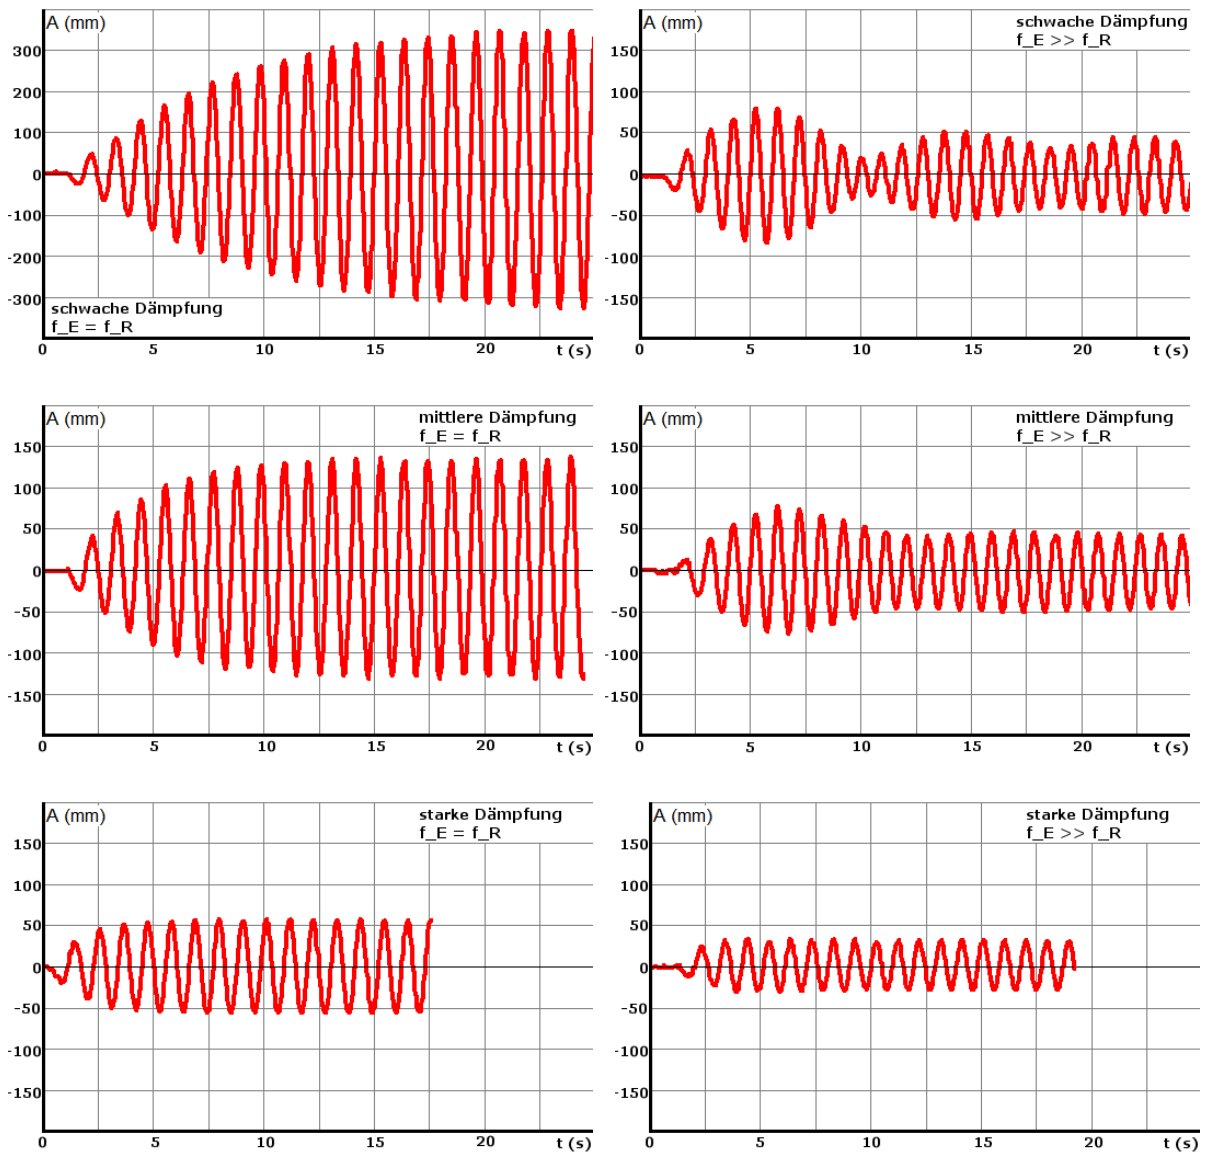 A (mm)
300
200
100
0
-100
-200
-300
schwache Dämpfung
f_E = f_R
0 5 10 15 20 t (s)
A (mm)
schwache Dämpfung
f_E >> f_R
150
100
50
0
-50
-100
-150
0 5 10 15 20 t (s)
A (mm)
mittlere Dämpfung
f_E = f_R
150
100
50
0
-50
-100
-150
0 5 10 15 20 t (s)
A (mm)
mittlere Dämpfung
f_E >> f_R
150
100
50
0
-50
-100
-150
0 5 10 15 20 t (s)
A (mm)
starke Dämpfung
f_E = f_R
150
100
50
0
-50
-100
-150
0 5 10 15 20 t (s)
A (mm)
starke Dämpfung
f_E >> f_R
150
100
50
0
-50
-100
-150
0 5 10 15 20 t (s)